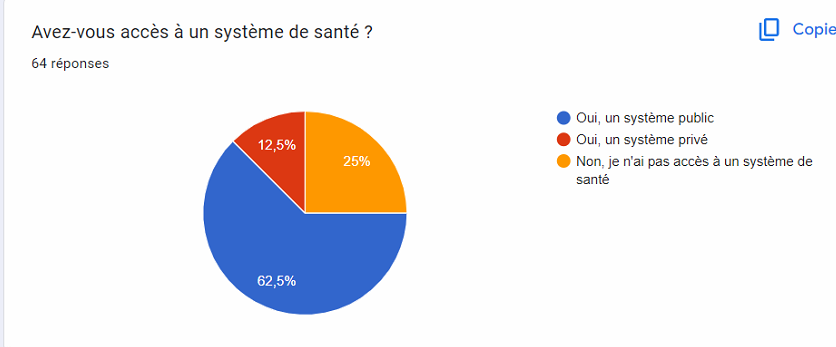 Avez-vous accès à un système de santé ?
Copie
64 réponses
Oui, un système public
Oui, un système privé
Non, je n'ai pas accès à un système de
santé
12,5%
25%
62,5%